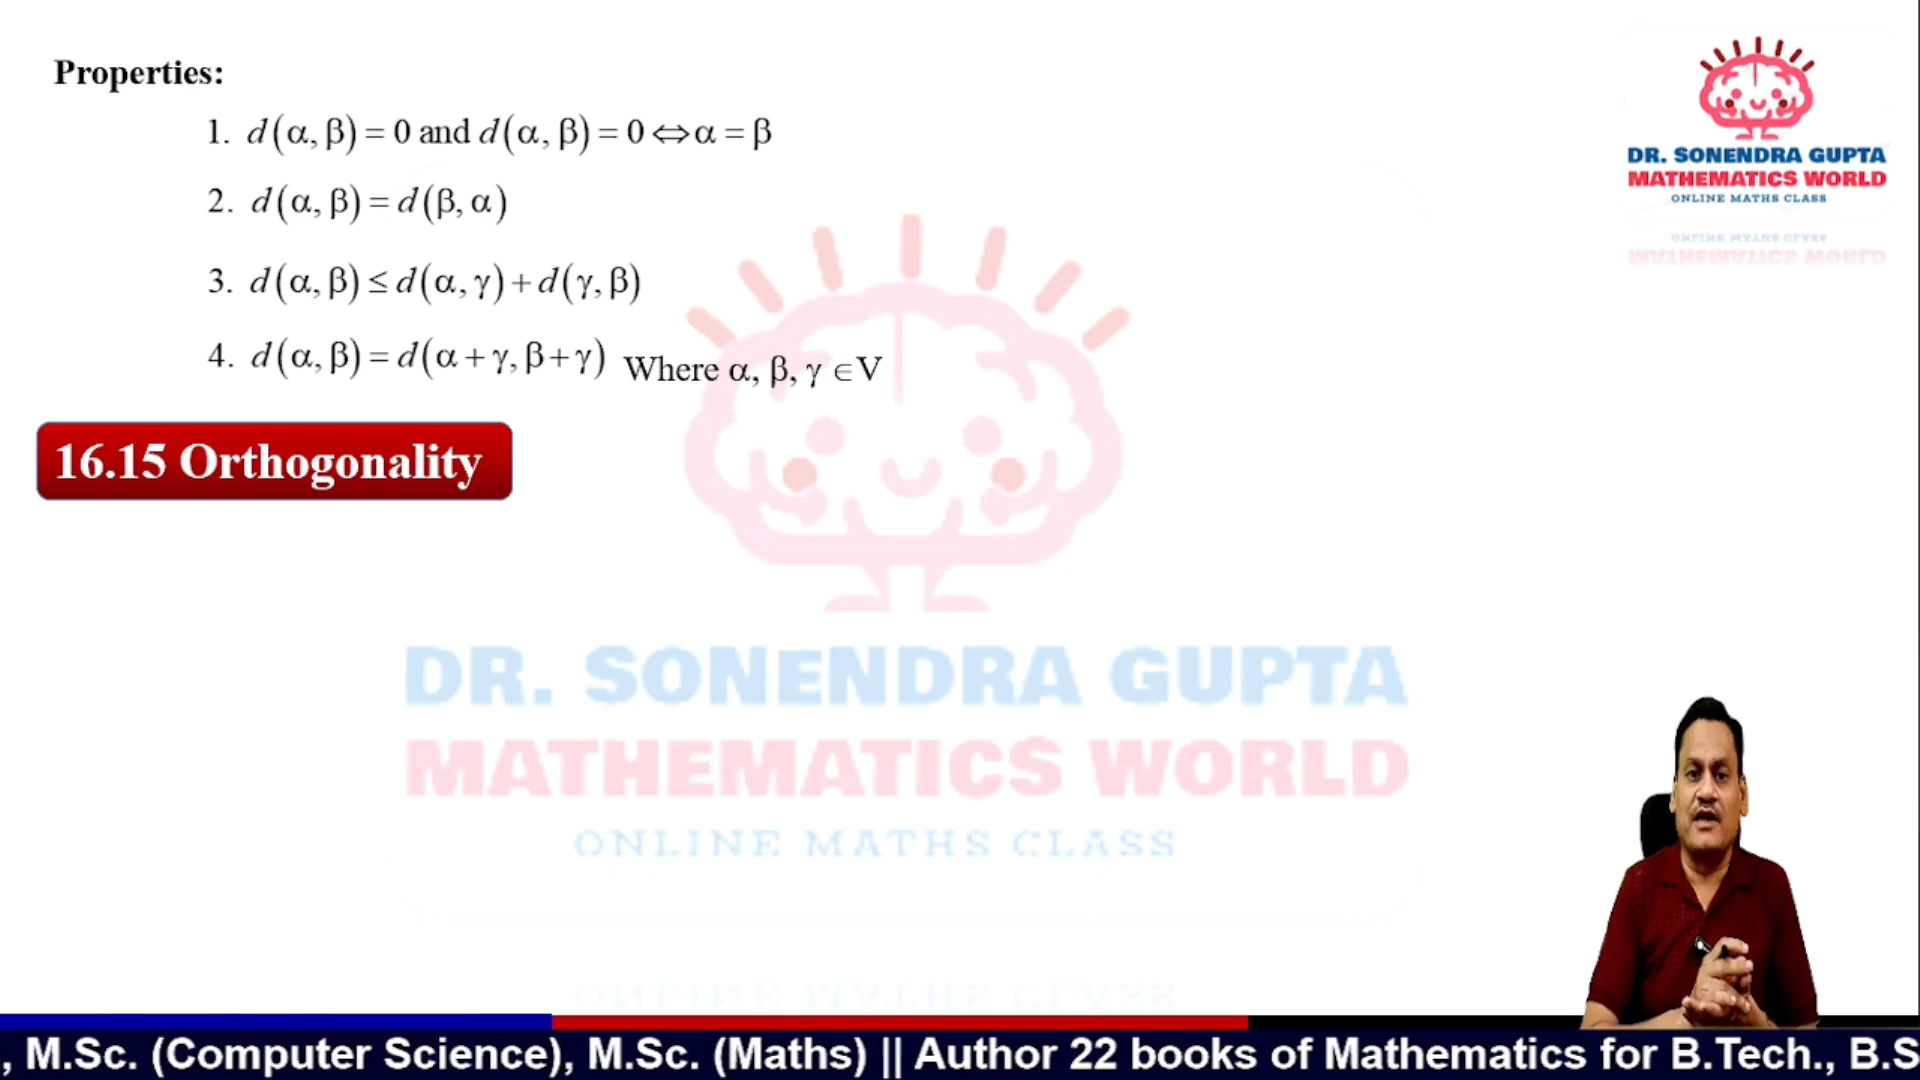 Properties:
1. d(α, β) = 0 and d(α, β) = 0 ⇔ α = β
2. d(α, β) = d(β, α)
3. d(α, β) ≤ d(α, γ) + d(γ, β)
4. d(α, β) = d(α + γ, β + γ) Where α, β, γ ∈V
16.15 Orthogonality
DR. SONENDRA GUPTA
MATHEMATICS WORLD
ONLINE MATHS CLASS
DR. SONENDRA GUPTA
MATHEMATICS WORLD
ONLINE MATHS CLASS
, M.Sc. (Computer Science), M.Sc. (Maths) || Author 22 books of Mathematics for B.Tech., B.S